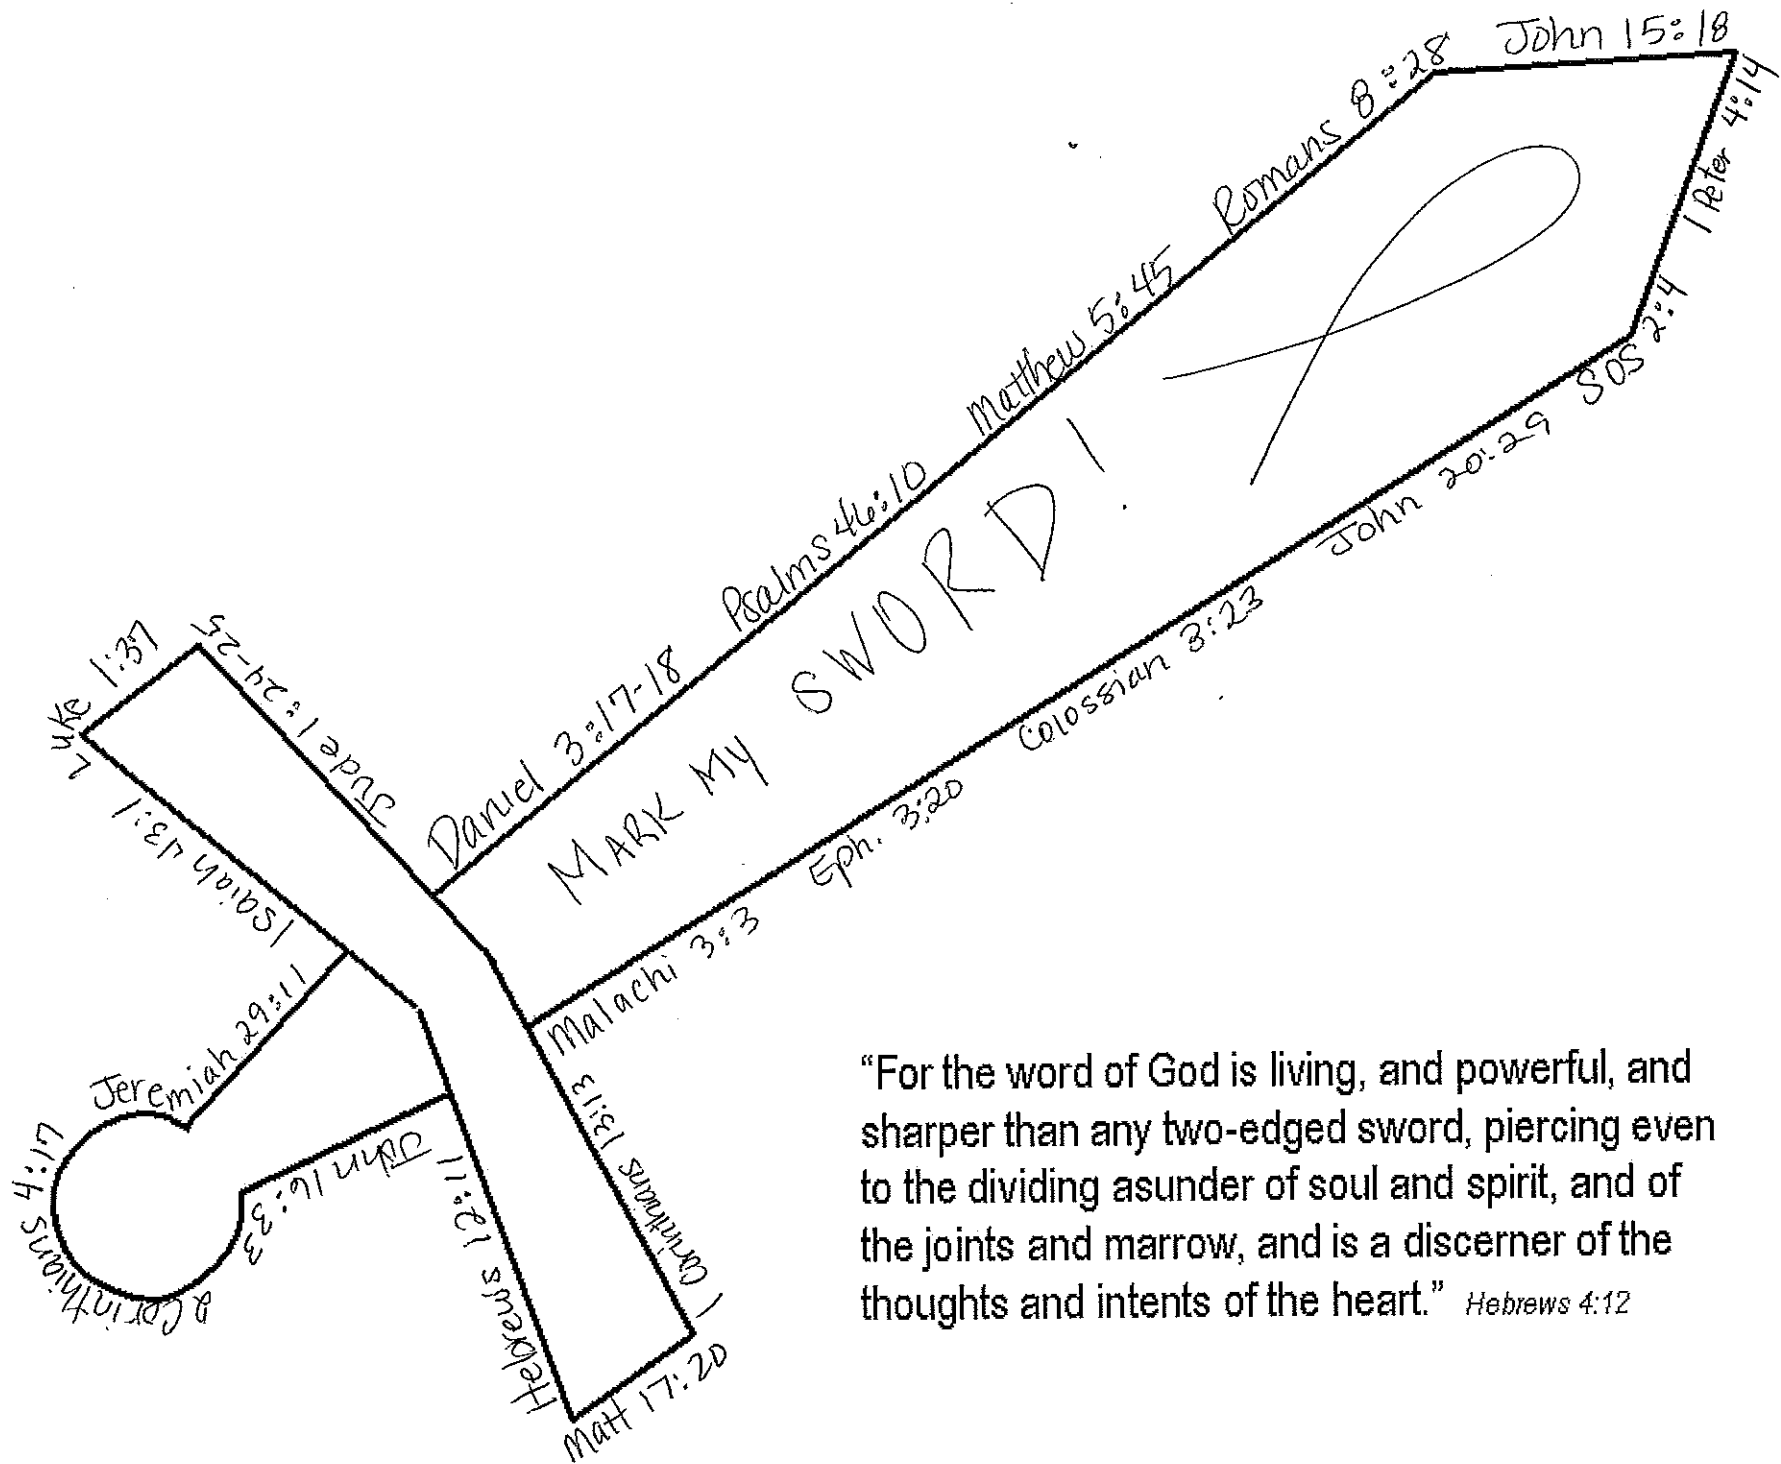 John 15:18
Romans 8:28
1 Peter 4:14
Matthew 5:45
SOS 2:4
Psalms 46:10
John 20:29
Daniel 3:17-18
MARK MY SWORD!
Colossian 3:23
Eph. 3:20
Malachi 3:3
Luke 1:37
Jude 1:24-25
Isaiah 43:1
Jeremiah 29:11
2 Corinthians 4:17
John 16:33
Hebrews 12:11
1 Corinthians 13:13
Matt 17:20
“For the word of God is living, and powerful, and
sharper than any two-edged sword, piercing even
to the dividing asunder of soul and spirit, and of
the joints and marrow, and is a discerner of the
thoughts and intents of the heart.” Hebrews 4:12